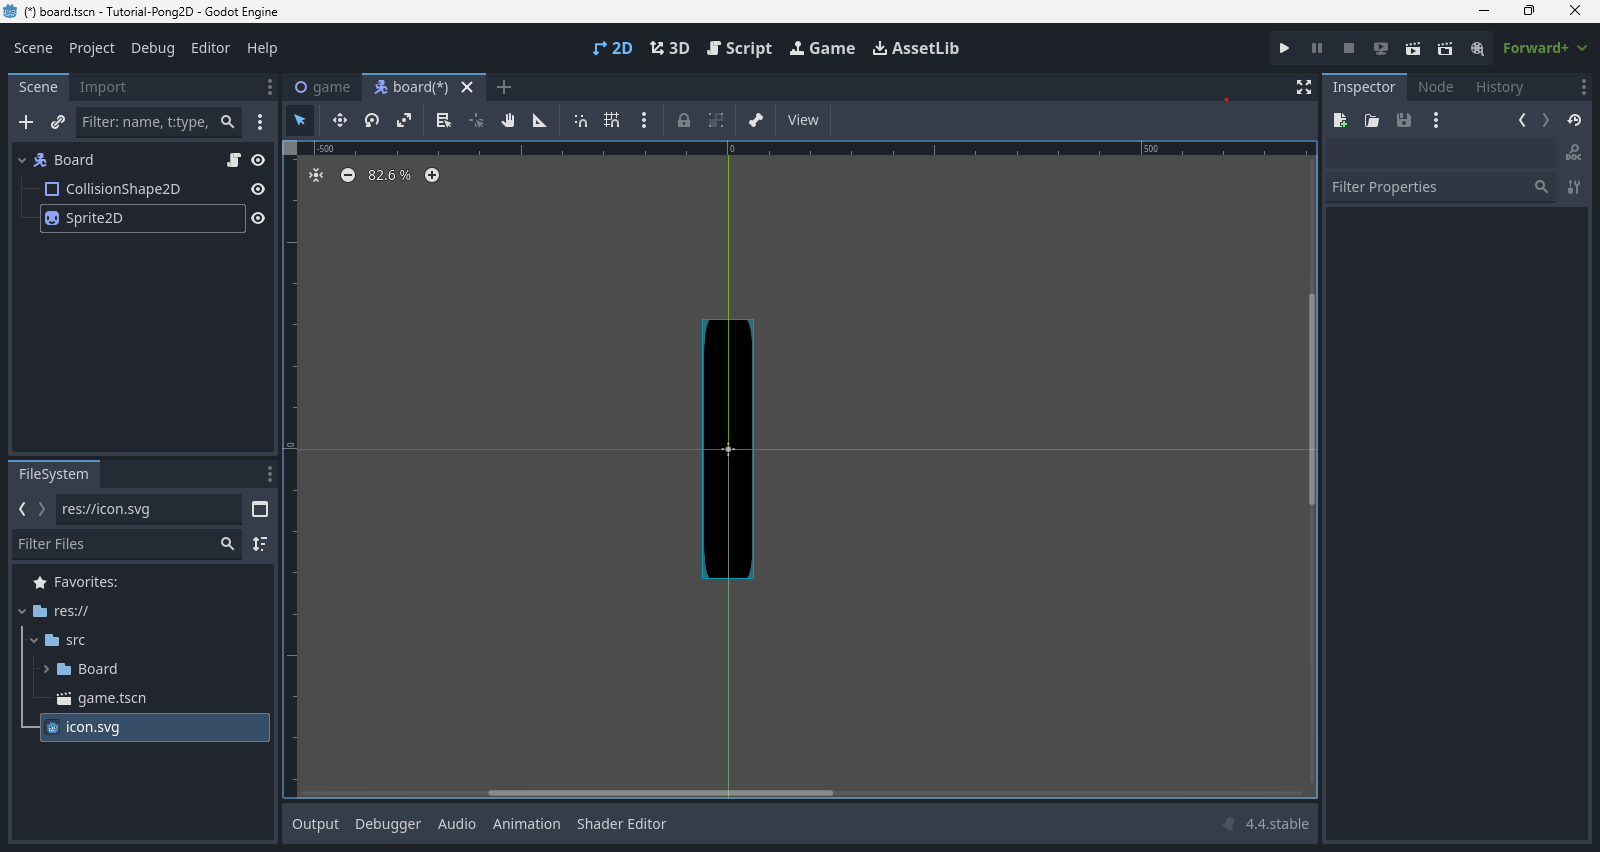 (*) board.tscn - Tutorial-Pong2D - Godot Engine
Scene Project Debug Editor Help
2D 3D Script Game AssetLib
Forward+
Scene Import
game board(*)
Inspector Node History
Filter: name, t:type,
View
-500 0 500
Board
82.6 %
DOC
CollisionShape2D
Filter Properties
Sprite2D
0
FileSystem
res://icon.svg
Filter Files
Favorites:
res://
src
Board
game.tscn
icon.svg
Output Debugger Audio Animation Shader Editor
4.4.stable